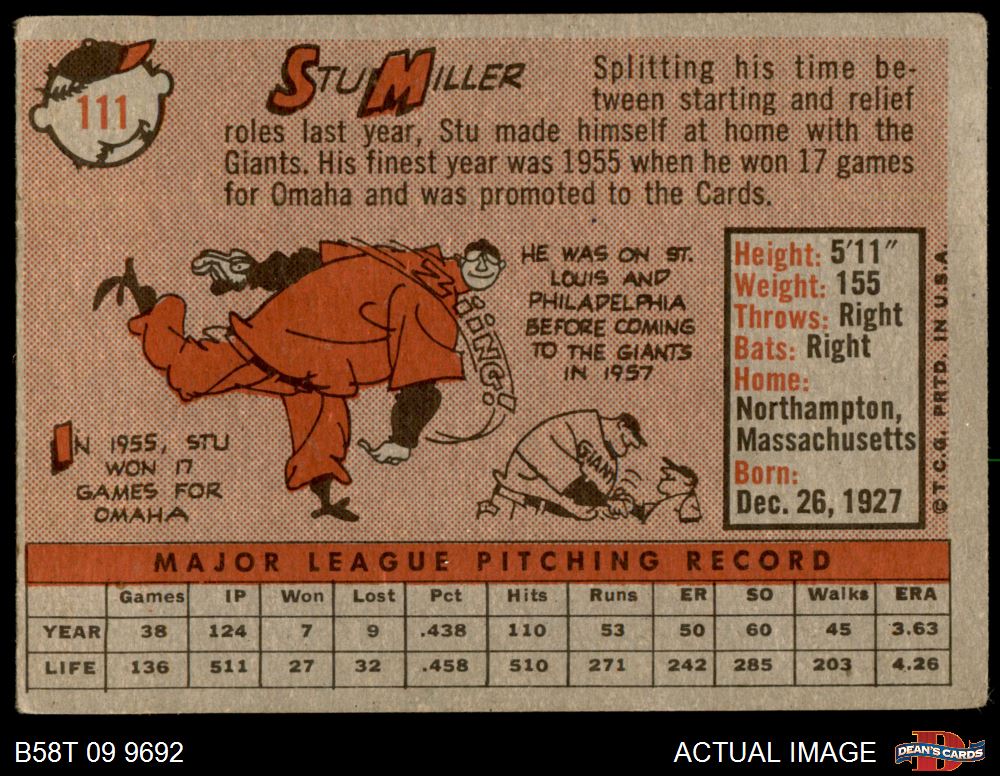 111
STU MILLER
Splitting his time be-
tween starting and relief
roles last year, Stu made himself at home with the
Giants. His finest year was 1955 when he won 17 games
for Omaha and was promoted to the Cards.
IN 1955, STU
WON 17
GAMES FOR
OMAHA
ZIING!
HE WAS ON ST.
LOUIS AND
PHILADELPHIA
BEFORE COMING
TO THE GIANTS
IN 1957
GIANTS
Height: 5'11"
Weight: 155
Throws: Right
Bats: Right
Home:
Northampton,
Massachusetts
Born:
Dec. 26, 1927
© T.C.G. PRTD. IN U.S.A.
MAJOR LEAGUE PITCHING RECORD
Games IP Won Lost Pct Hits Runs ER SO Walks ERA
YEAR 38 124 7 9 .438 110 53 50 60 45 3.63
LIFE 136 511 27 32 .458 510 271 242 285 203 4.26
B58T 09 9692
ACTUAL IMAGE
DEAN'S CARDS